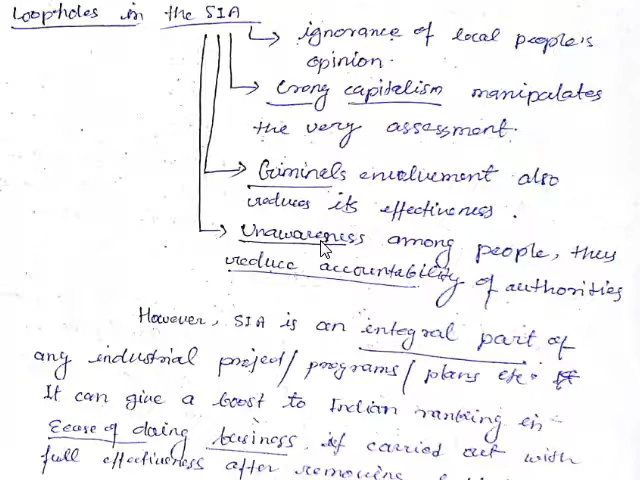 Loopholes in the SIA
ignorance of local people's
opinion.
Crony capitalism manipulates
the very assessment.
Criminals involvement also
reduces its effectiveness.
Unawareness among people, thus
reduce accountability of authorities
However, SIA is an integral part of
any industrial project/programs/plans etc.
It can give a boost to Indian ranking in
Ease of doing business, if carried out with
full effectiveness after removing